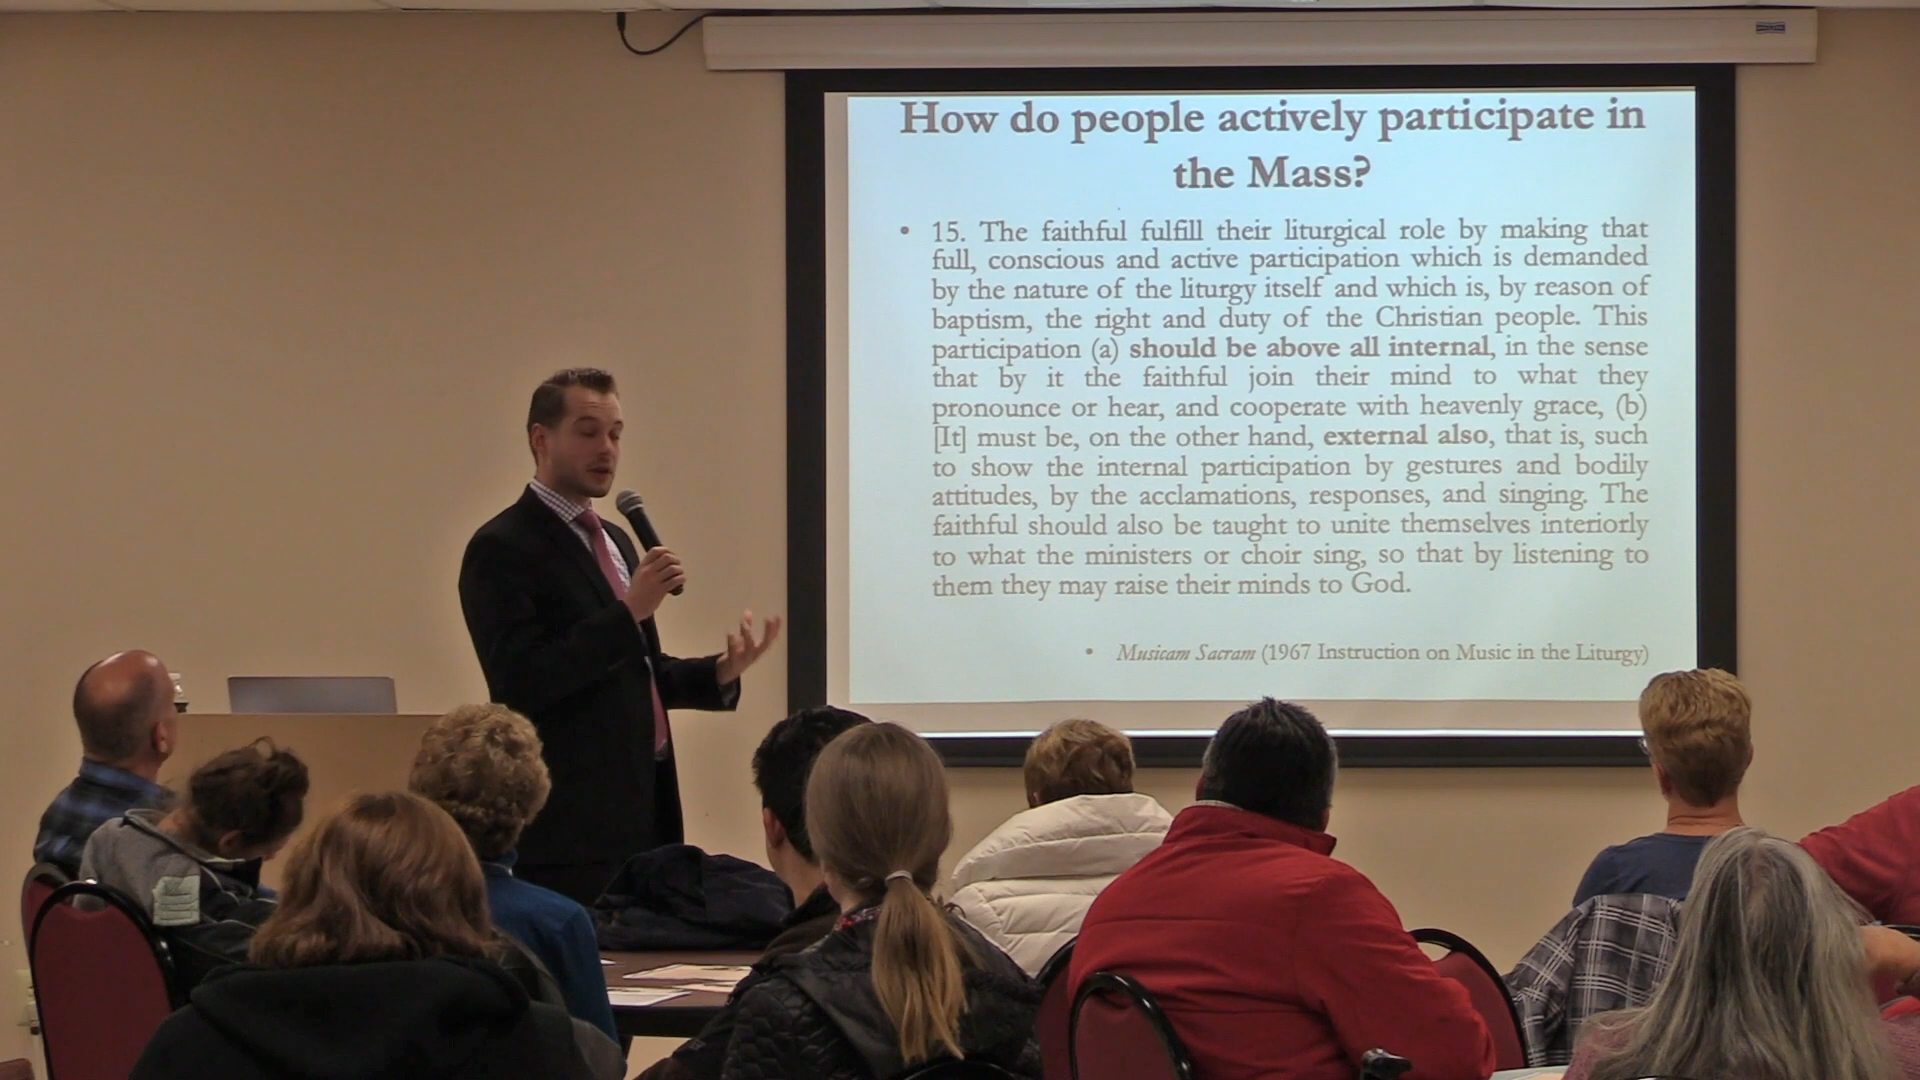 How do people actively participate in
the Mass?
• 15. The faithful fulfill their liturgical role by making that
full, conscious and active participation which is demanded
by the nature of the liturgy itself and which is, by reason of
baptism, the right and duty of the Christian people. This
participation (a) should be above all internal, in the sense
that by it the faithful join their mind to what they
pronounce or hear, and cooperate with heavenly grace, (b)
[It] must be, on the other hand, external also, that is, such
to show the internal participation by gestures and bodily
attitudes, by the acclamations, responses, and singing. The
faithful should also be taught to unite themselves interiorly
to what the ministers or choir sing, so that by listening to
them they may raise their minds to God.
• Musicam Sacram (1967 Instruction on Music in the Liturgy)